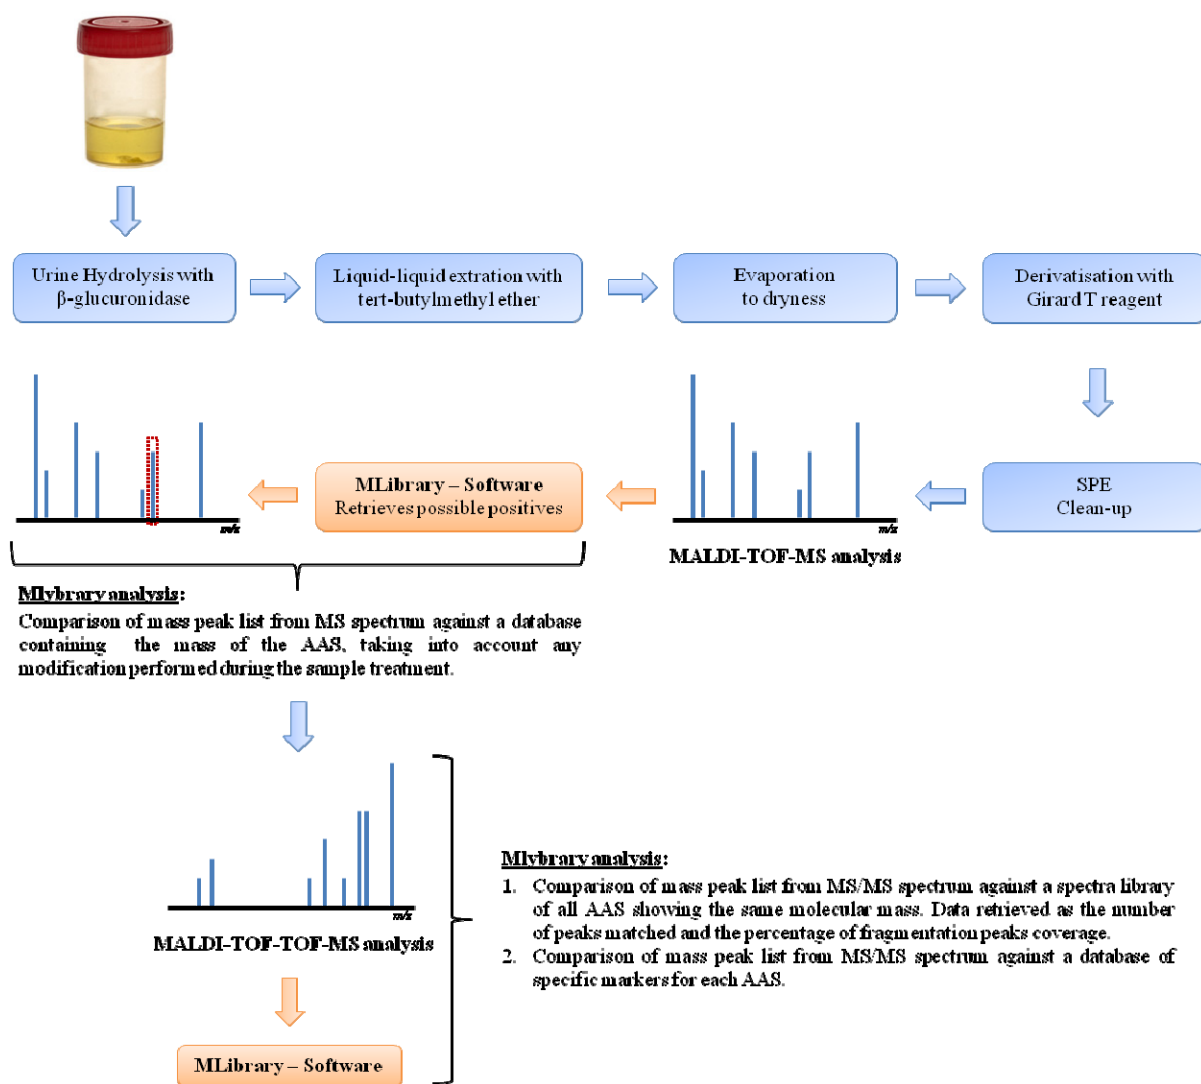 Urine Hydrolysis with
β-glucuronidase
Liquid-liquid extration with
tert-butylmethyl ether
Evaporation
to dryness
Derivatisation with
Girard T reagent
SPE
Clean-up
m/z
MALDI-TOF-MS analysis
MLibrary – Software
Retrieves possible positives
m/z
Mlybrary analysis:
Comparison of mass peak list from MS spectrum against a database
containing the mass of the AAS, taking into account any
modification performed during the sample treatment.
m/z
MALDI-TOF-TOF-MS analysis
Mlybrary analysis:
1. Comparison of mass peak list from MS/MS spectrum against a spectra library
of all AAS showing the same molecular mass. Data retrieved as the number
of peaks matched and the percentage of fragmentation peaks coverage.
2. Comparison of mass peak list from MS/MS spectrum against a database of
specific markers for each AAS.
MLibrary – Software